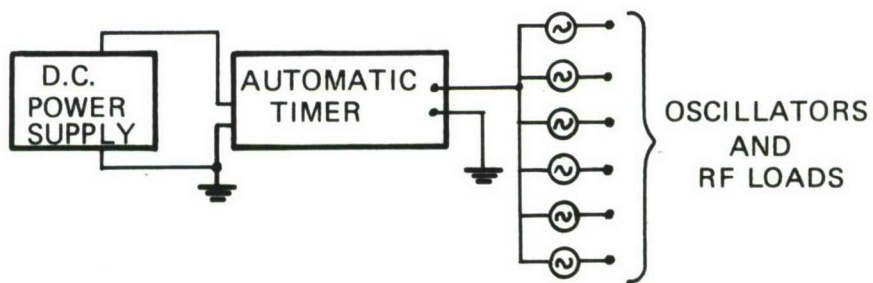 D.C.
POWER
SUPPLY
AUTOMATIC
TIMER
OSCILLATORS
AND
RF LOADS